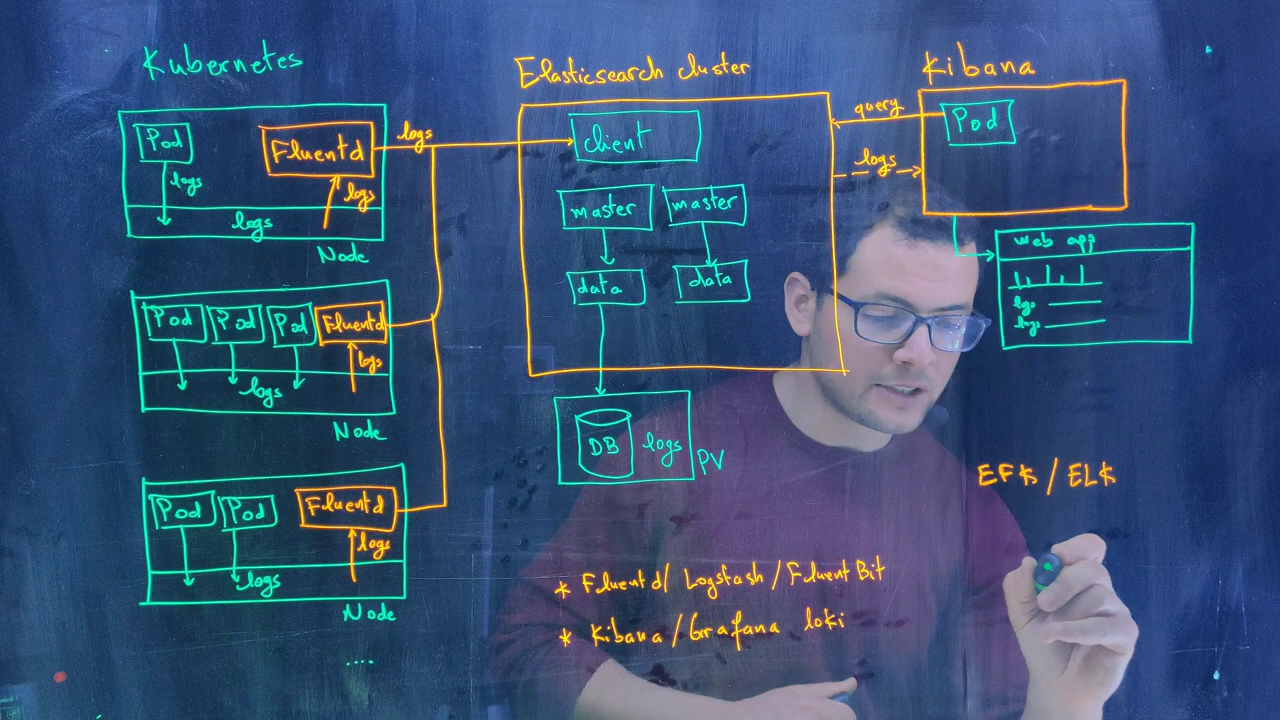 Kubernetes
Pod
Fluentd
logs
logs
logs
Node
Pod
Pod
Pod
Fluentd
logs
logs
Node
Pod
Pod
Fluentd
logs
logs
Node
....
logs
Elasticsearch cluster
client
master
master
data
data
DB
logs
PV
query
logs
Kibana
Pod
web app
logs
logs
EFK / ELK
* Fluentd / Logstash / Fluent Bit
* Kibana / Grafana loki